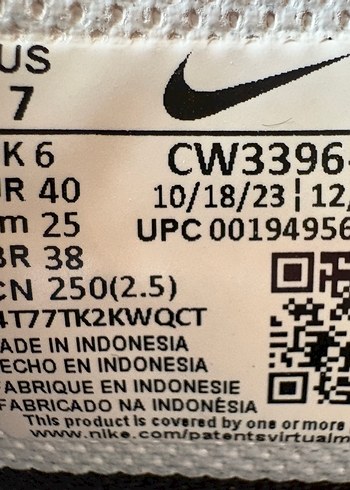 US
7
K 6
CW3396
UR 40
10/18/23 | 12/
m 25
UPC 00194956
BR 38
CN 250(2.5)
4T77TK2KWQCT
ADE IN INDONESIA
ECHO EN INDONESIA
FABRIQUE EN INDONESIE
FABRICADO NA INDONÉSIA
This product is covered by one or more
www.nike.com/patentsvirtualm